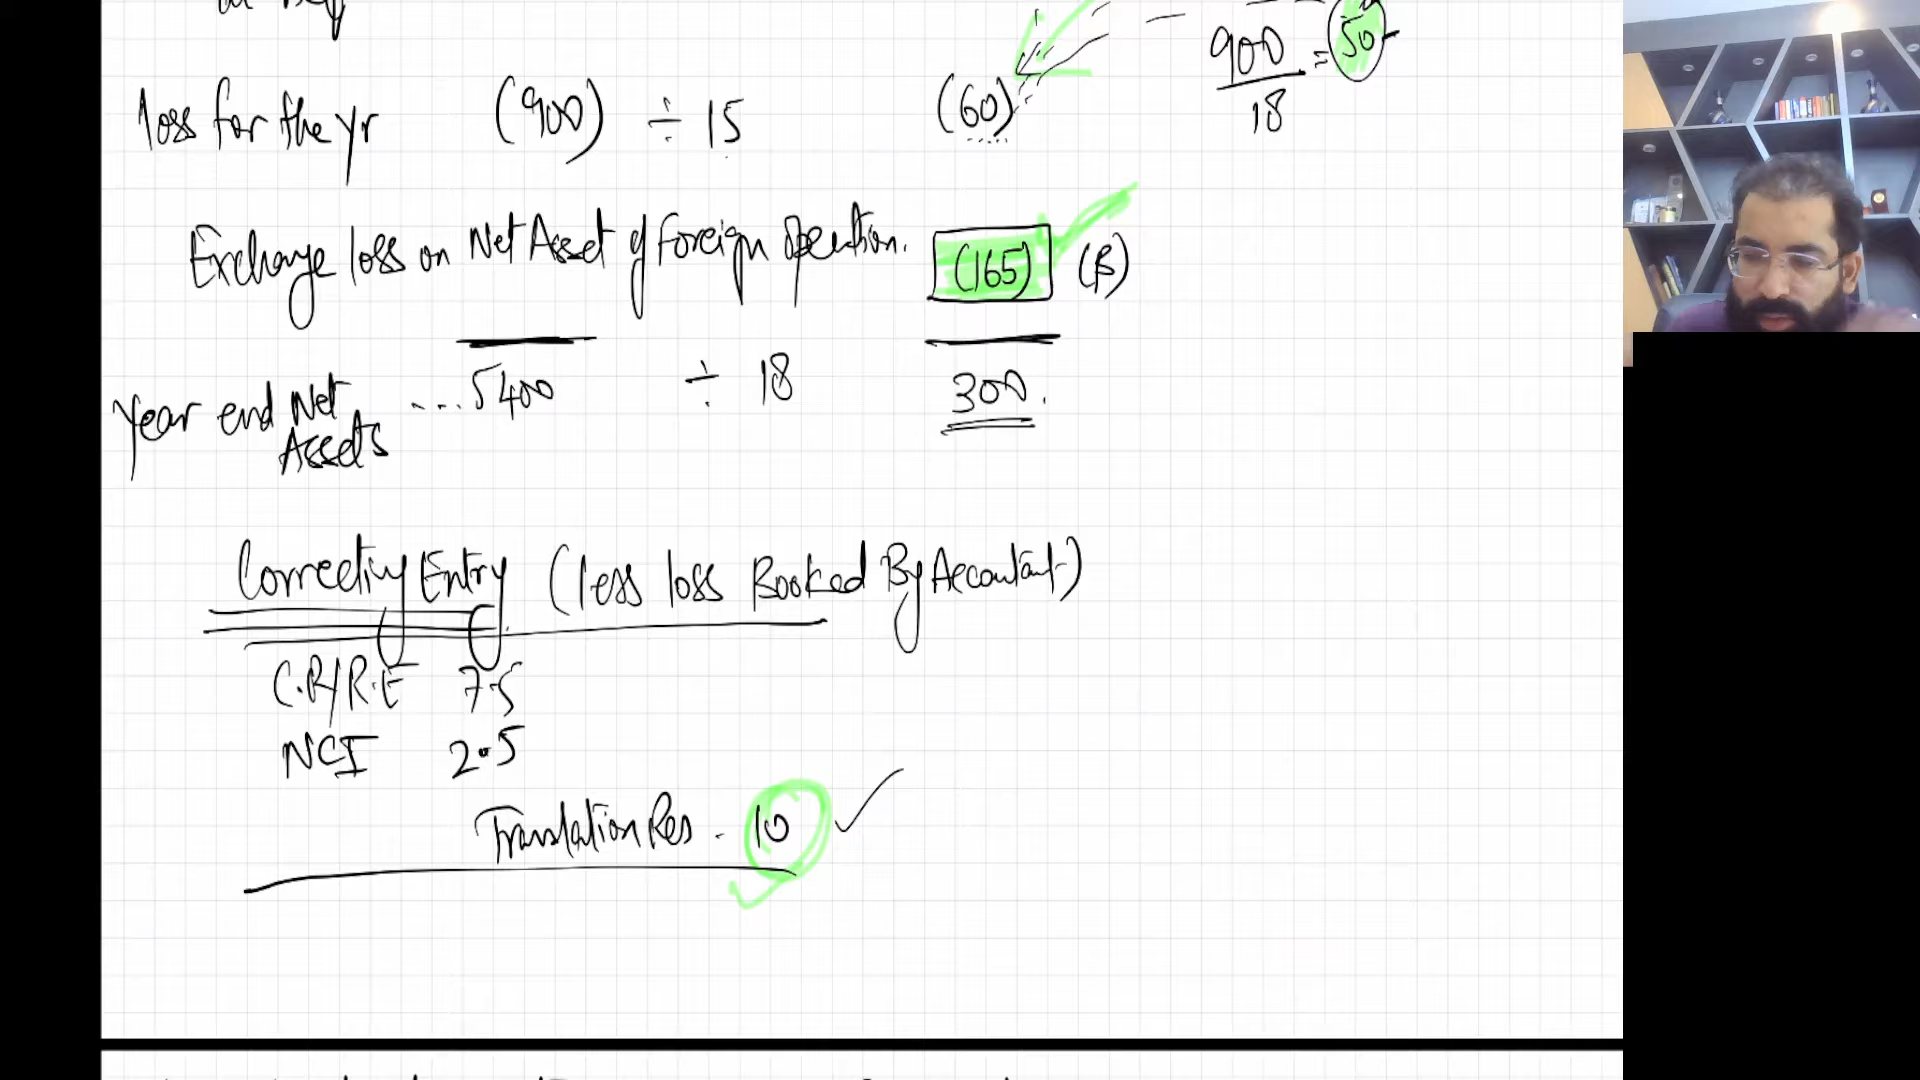 900 = 50
18
loss for the yr (900) ÷ 15 (60)
Exchange loss on Net Asset of foreign operation. (165) (B)
Year end Net Assets ... 5400 ÷ 18 300.
Correcting Entry (less loss Booked By Accountant)
C.R/R.E 7.5
NCI 2.5
Translation Res. 10